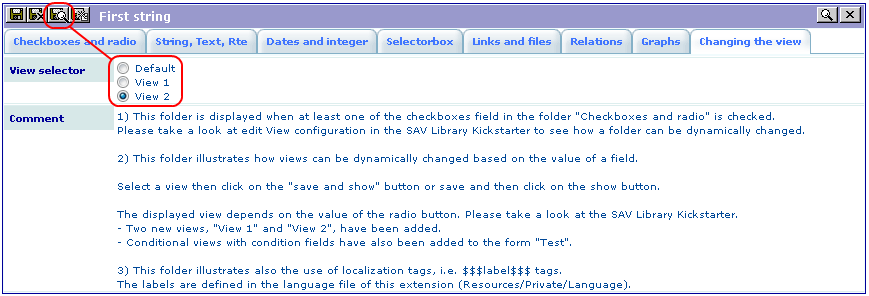 First string
Checkboxes and radio String, Text, Rte Dates and integer Selectorbox Links and files Relations Graphs Changing the view
View selector
Default
View 1
View 2
Comment
1) This folder is displayed when at least one of the checkboxes field in the folder "Checkboxes and radio" is checked.
Please take a look at edit View configuration in the SAV Library Kickstarter to see how a folder can be dynamically changed.
2) This folder illustrates how views can be dynamically changed based on the value of a field.
Select a view then click on the "save and show" button or save and then click on the show button.
The displayed view depends on the value of the radio button. Please take a look at the SAV Library Kickstarter.
- Two new views, "View 1" and "View 2", have been added.
- Conditional views with condition fields have also been added to the form "Test".
3) This folder illustrates also the use of localization tags, i.e. $$$label$$$ tags.
The labels are defined in the language file of this extension (Resources/Private/Language).